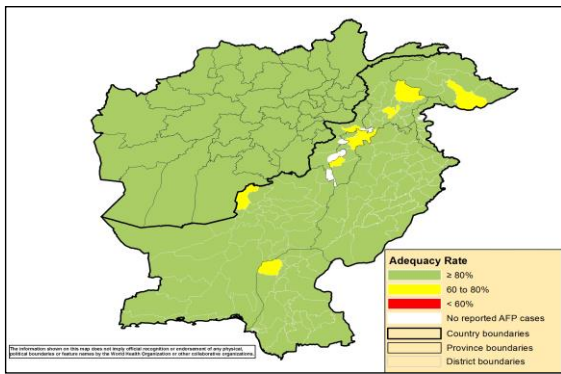 Adequacy Rate
≥ 80%
60 to 80%
< 60%
No reported AFP cases
Country boundaries
Province boundaries
District boundaries
The information shown on this map does not imply official recognition or endorsement of any physical,
political boundaries or feature names by the World Health Organization or other collaborative organizations.